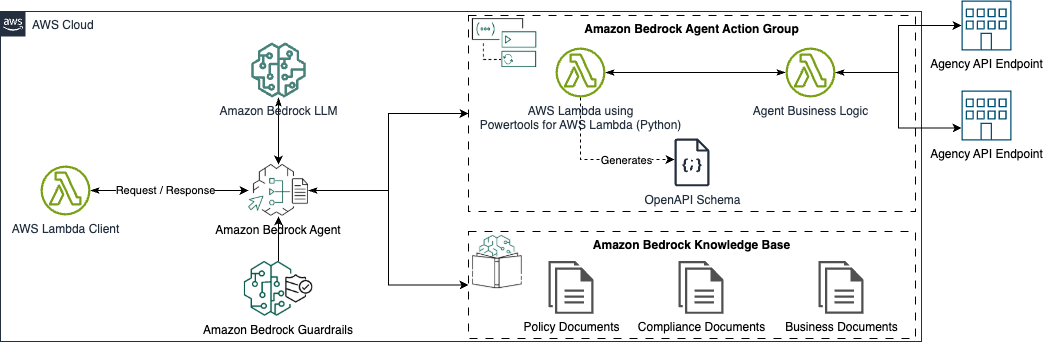 aws
AWS Cloud
Amazon Bedrock Agent Action Group
Agency API Endpoint
Amazon Bedrock LLM
AWS Lambda using
Powertools for AWS Lambda (Python)
Agent Business Logic
Agency API Endpoint
Generates
{;}
OpenAPI Schema
Request / Response
AWS Lambda Client
Amazon Bedrock Agent
Amazon Bedrock Knowledge Base
Amazon Bedrock Guardrails
Policy Documents
Compliance Documents
Business Documents